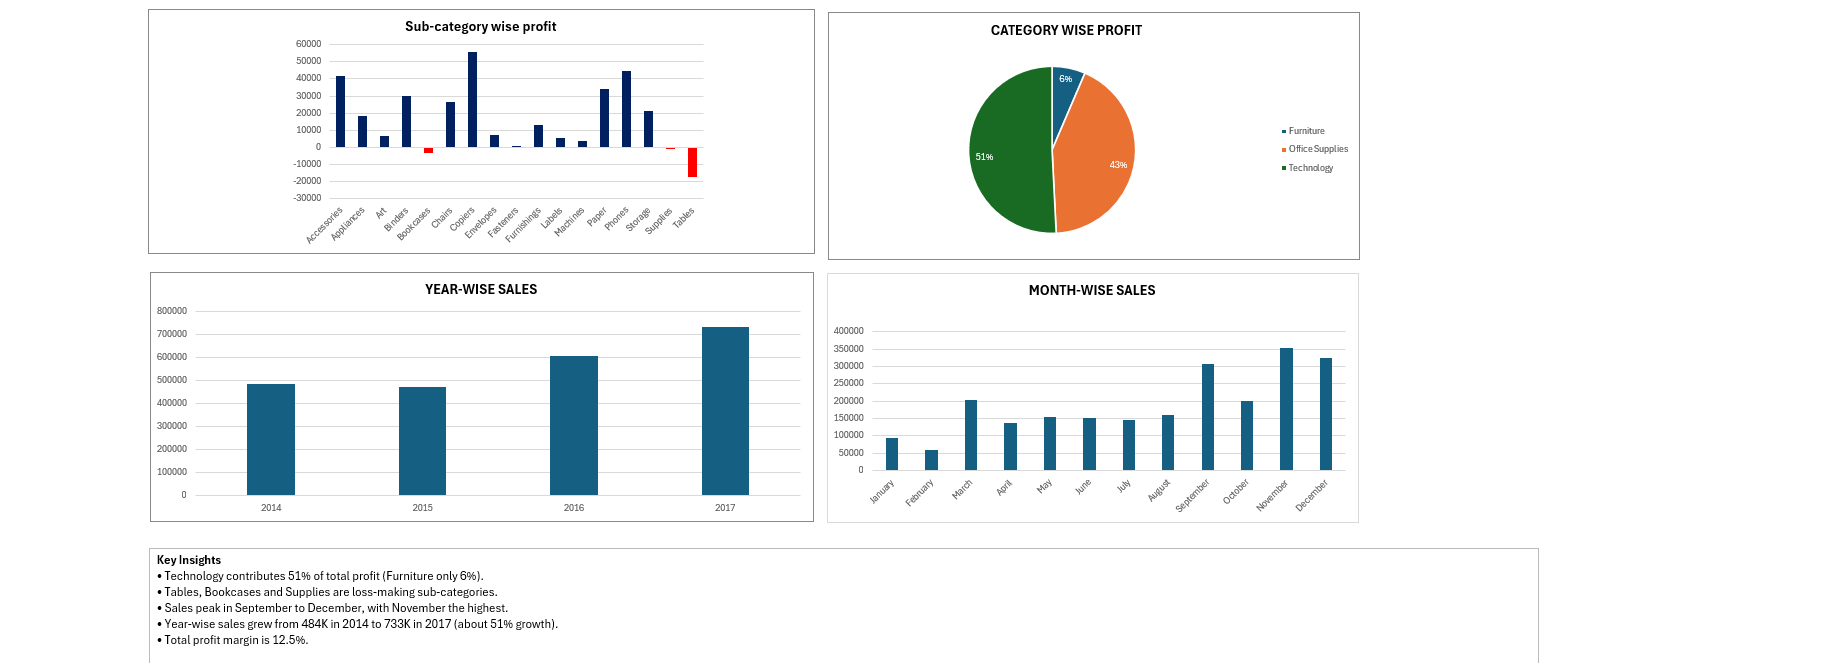 Sub-category wise profit
60000
50000
40000
30000
20000
10000
0
-10000
-20000
-30000
Accessories
Appliances
Art
Binders
Bookcases
Chairs
Copiers
Envelopes
Fasteners
Furnishings
Labels
Machines
Paper
Phones
Storage
Supplies
Tables
CATEGORY WISE PROFIT
6%
51%
43%
Furniture
Office Supplies
Technology
YEAR-WISE SALES
800000
700000
600000
500000
400000
300000
200000
100000
0
2014
2015
2016
2017
MONTH-WISE SALES
400000
350000
300000
250000
200000
150000
100000
50000
0
January
February
March
April
May
June
July
August
September
October
November
December
Key Insights
• Technology contributes 51% of total profit (Furniture only 6%).
• Tables, Bookcases and Supplies are loss-making sub-categories.
• Sales peak in September to December, with November the highest.
• Year-wise sales grew from 484K in 2014 to 733K in 2017 (about 51% growth).
• Total profit margin is 12.5%.